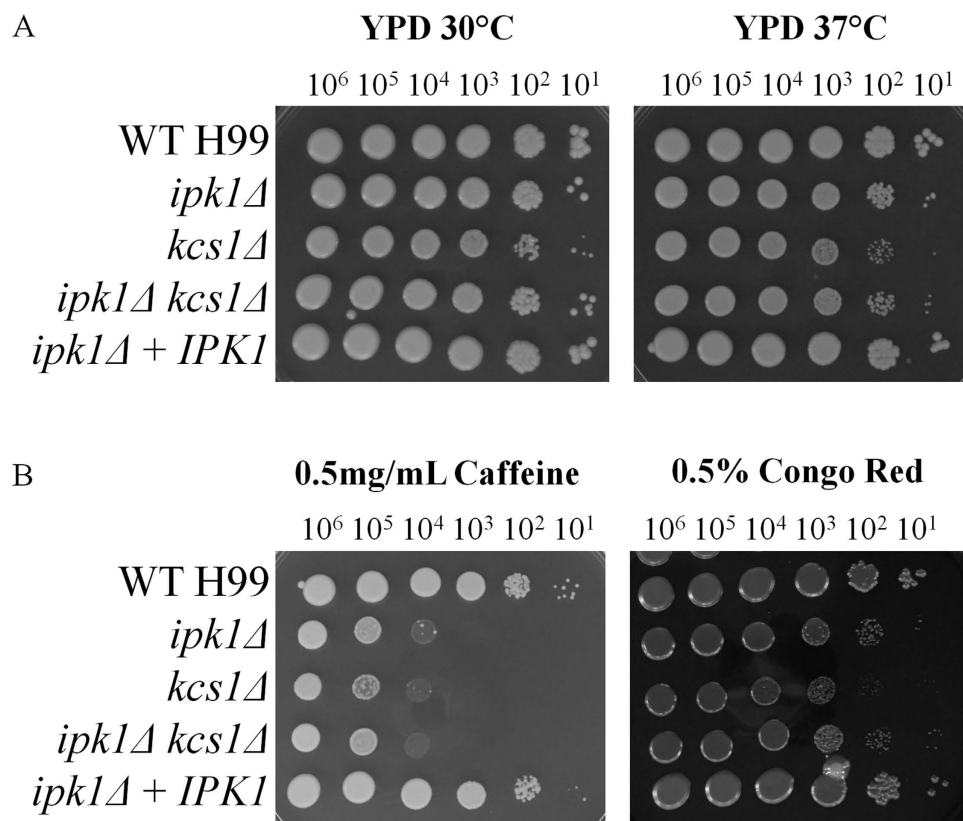 A
YPD 30°C YPD 37°C
10⁶ 10⁵ 10⁴ 10³ 10² 10¹ 10⁶ 10⁵ 10⁴ 10³ 10² 10¹
WT H99
ipk1Δ
kcs1Δ
ipk1Δ kcs1Δ
ipk1Δ + IPK1
B
0.5mg/mL Caffeine 0.5% Congo Red
10⁶ 10⁵ 10⁴ 10³ 10² 10¹ 10⁶ 10⁵ 10⁴ 10³ 10² 10¹
WT H99
ipk1Δ
kcs1Δ
ipk1Δ kcs1Δ
ipk1Δ + IPK1